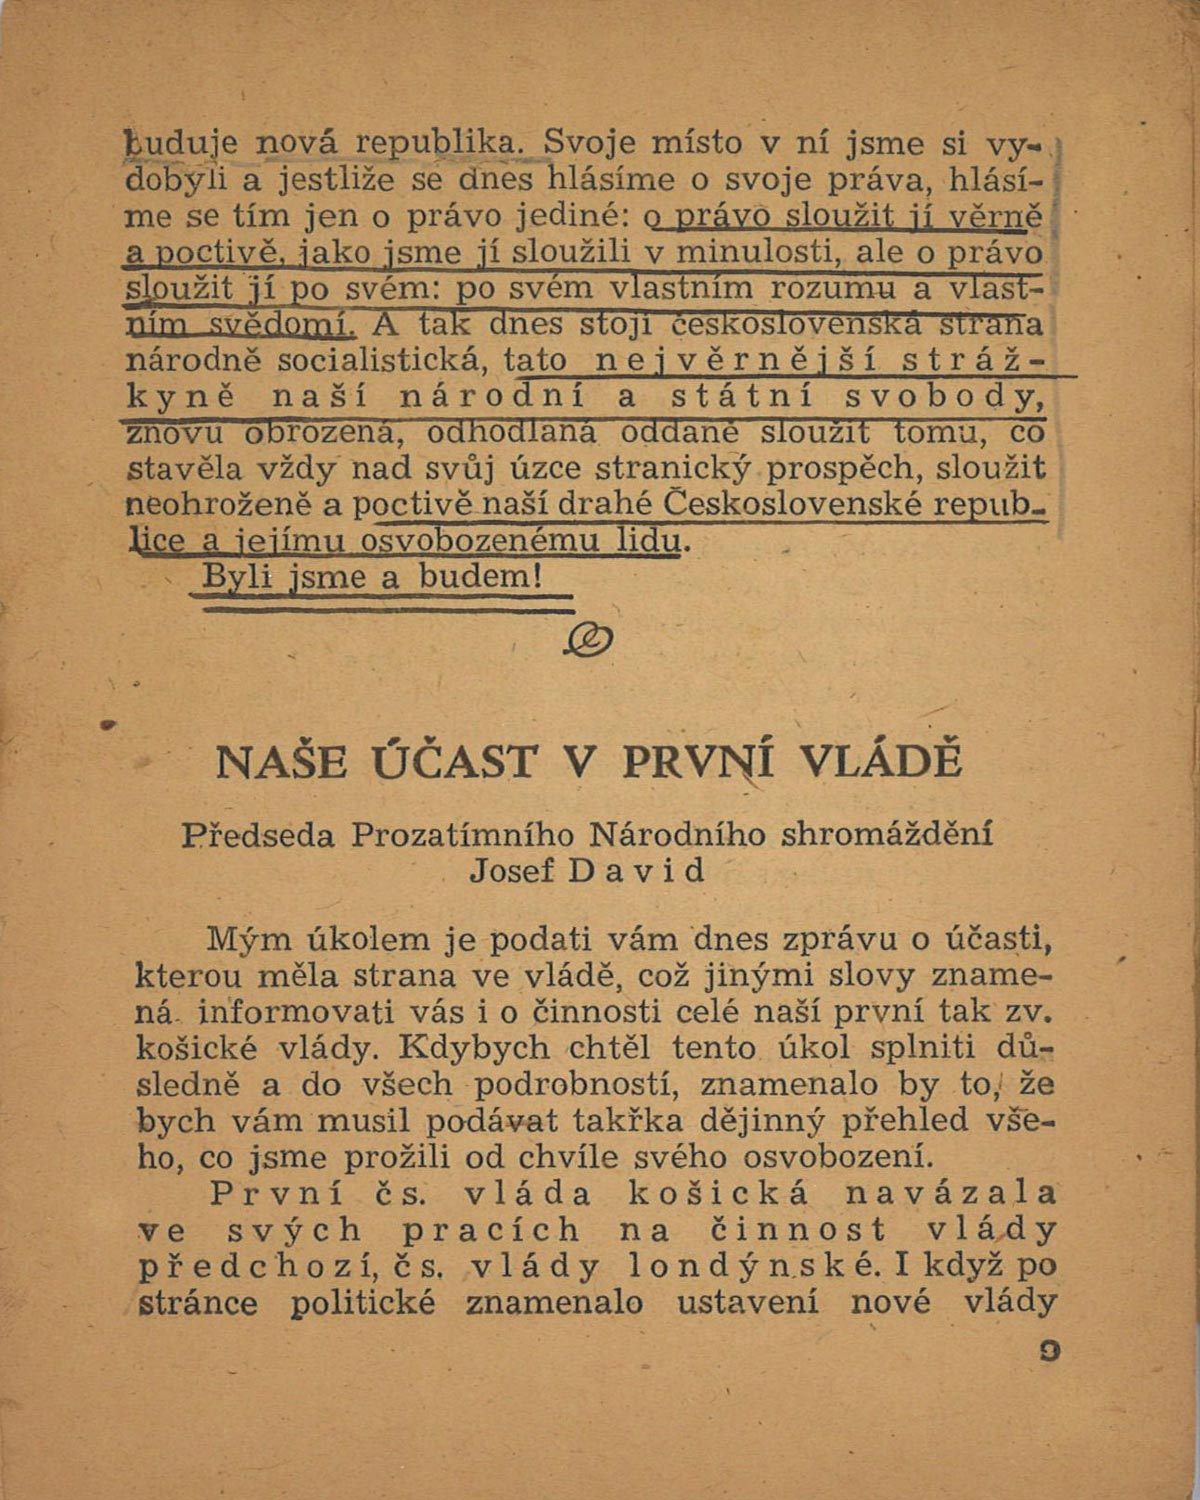 buduje nová republika. Svoje místo v ní jsme si vy-
dobyli a jestliže se dnes hlásíme o svoje práva, hlásí-
me se tím jen o právo jediné: o právo sloužit jí věrně
a poctivě, jako jsme jí sloužili v minulosti, ale o právo
sloužit jí po svém: po svém vlastním rozumu a vlast-
ním svědomí. A tak dnes stojí československá strana
národně socialistická, tato nejvěrnější stráž-
kyně naší národní a státní svobody,
znovu obrozená, odhodlaná oddaně sloužit tomu, co
stavěla vždy nad svůj úzce stranický prospěch, sloužit
neohroženě a poctivě naší drahé Československé repub-
lice a jejímu osvobozenému lidu.
Byli jsme a budem!
NAŠE ÚČAST V PRVNÍ VLÁDĚ
Předseda Prozatímního Národního shromáždění
Josef David
Mým úkolem je podati vám dnes zprávu o účasti,
kterou měla strana ve vládě, což jinými slovy zname-
ná informovati vás i o činnosti celé naší první tak zv.
košické vlády. Kdybych chtěl tento úkol splniti dů-
sledně a do všech podrobností, znamenalo by to, že
bych vám musil podávat takřka dějinný přehled vše-
ho, co jsme prožili od chvíle svého osvobození.
První čs. vláda košická navázala
ve svých pracích na činnost vlády
předchozí, čs. vlády londýnské. I když po
stránce politické znamenalo ustavení nové vlády
9